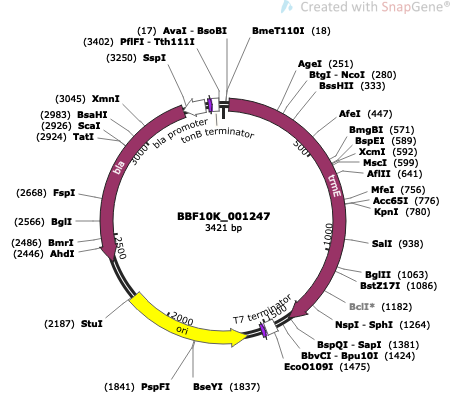 Created with SnapGene®
(17) AvaI - BsoBI
BmeT110I (18)
(3402) PflFI - Tth111I
(3250) SspI
AgeI (251)
BtgI - NcoI (280)
BssHII (333)
(3045) XmnI
(2983) BsaHI
(2926) ScaI
(2924) TatI
AfeI (447)
BmgBI (571)
BspEI (589)
XcmI (592)
MscI (599)
AflII (641)
bla promoter
tonB terminator
3000
500
bla
trmE
MfeI (756)
Acc65I (776)
KpnI (780)
(2668) FspI
(2566) BglI
(2486) BmrI
(2446) AhdI
BBF10K_001247
3421 bp
SalI (938)
1000
2500
BglII (1063)
BstZ17I (1086)
BclI* (1182)
NspI - SphI (1264)
T7 terminator
1500
2000
ori
(2187) StuI
BspQI - SapI (1381)
BbvCI - Bpu10I (1424)
EcoO109I (1475)
(1841) PspFI
BseYI (1837)